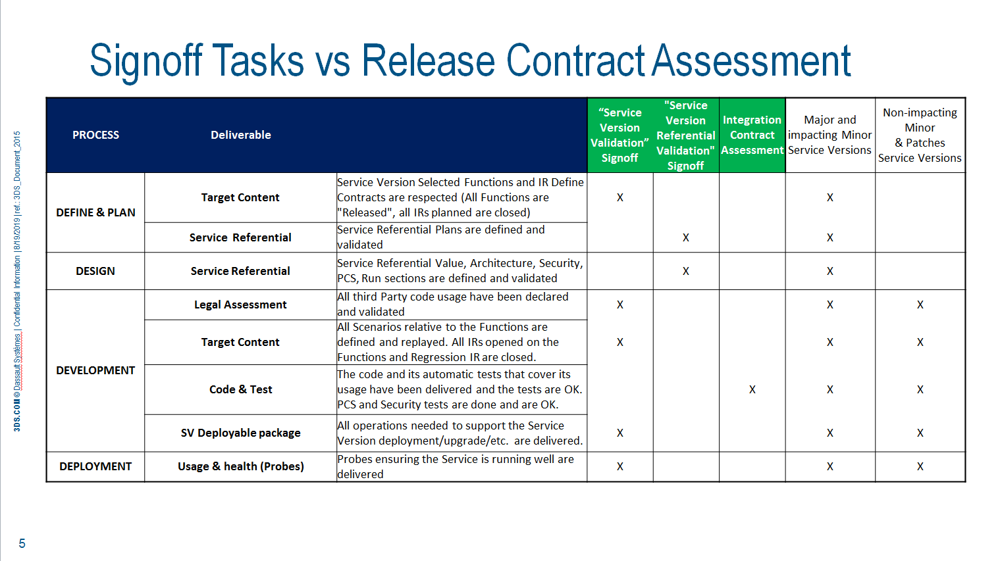 Signoff Tasks vs Release Contract Assessment
PROCESS
Deliverable
“Service
Version
Validation”
Signoff
"Service
Version
Referential
Validation"
Signoff
Integration
Contract
Assessment
Major and
impacting Minor
Service Versions
Non-impacting
Minor
& Patches
Service Versions
DEFINE & PLAN
Target Content
Service Version Selected Functions and IR Define
Contracts are respected (All Functions are
"Released", all IRs planned are closed)
X
X
Service Referential
Service Referential Plans are defined and
validated
X
X
DESIGN
Service Referential
Service Referential Value, Architecture, Security,
PCS, Run sections are defined and validated
X
X
DEVELOPMENT
Legal Assessment
All third Party code usage have been declared
and validated
X
X
X
Target Content
All Scenarios relative to the Functions are
defined and replayed. All IRs opened on the
Functions and Regression IR are closed.
X
X
X
Code & Test
The code and its automatic tests that cover its
usage have been delivered and the tests are OK.
PCS and Security tests are done and are OK.
X
X
X
SV Deployable package
All operations needed to support the Service
Version deployment/upgrade/etc. are delivered.
X
X
X
DEPLOYMENT
Usage & health (Probes)
Probes ensuring the Service is running well are
delivered
X
X
X
3DS.COM © Dassault Systèmes | Confidential Information | 8/19/2019 | ref.: 3DS_Document_2015
5